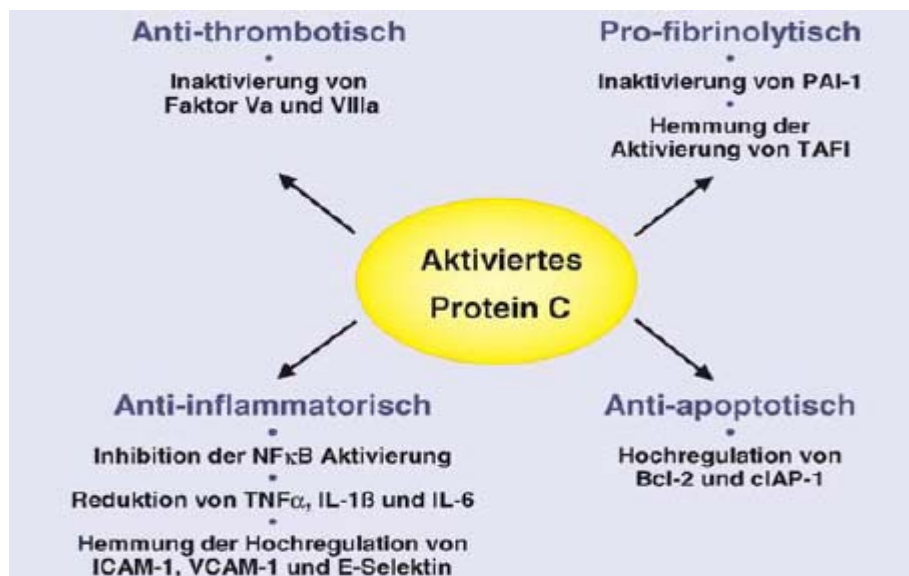 Anti-thrombotisch
Inaktivierung von
Faktor Va und VIIIa
Pro-fibrinolytisch
Inaktivierung von PAI-1
Hemmung der
Aktivierung von TAFI
Aktiviertes
Protein C
Anti-inflammatorisch
Inhibition der NFκB Aktivierung
Reduktion von TNFα, IL-1ß und IL-6
Hemmung der Hochregulation von
ICAM-1, VCAM-1 und E-Selektin
Anti-apoptotisch
Hochregulation von
Bcl-2 und cIAP-1